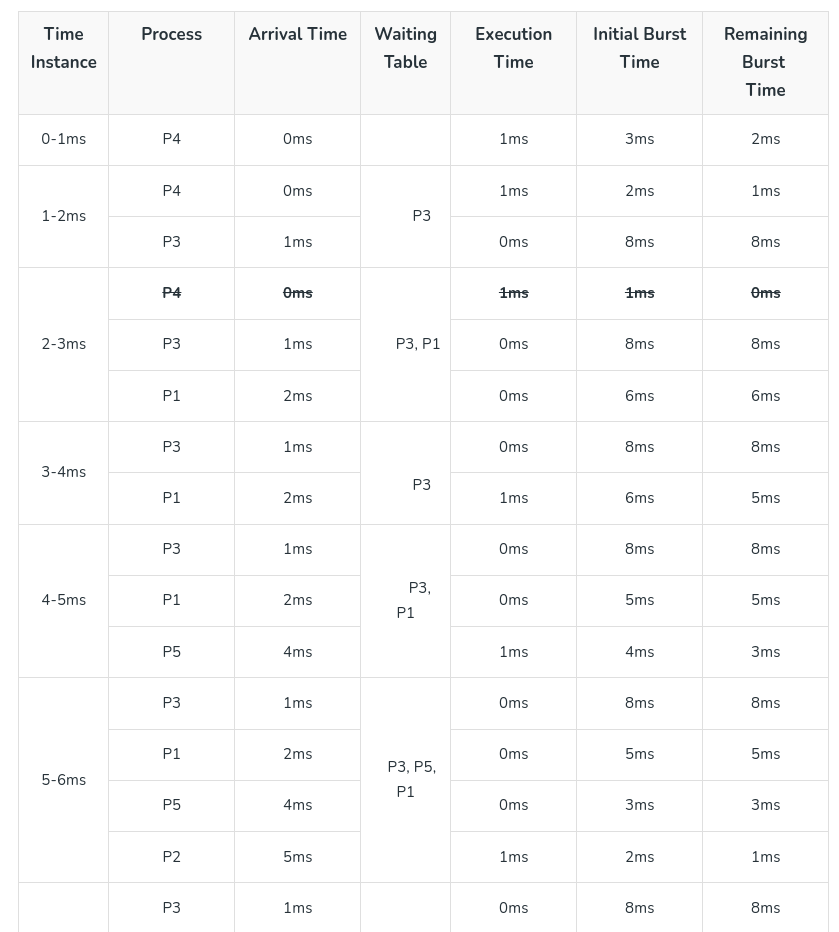 Time Instance Process Arrival Time Waiting Table Execution Time Initial Burst Time Remaining Burst Time
0-1ms P4 0ms 1ms 3ms 2ms
1-2ms P4 0ms P3 1ms 2ms 1ms
P3 1ms 0ms 8ms 8ms
2-3ms P4 0ms P3, P1 1ms 1ms 0ms
P3 1ms 0ms 8ms 8ms
P1 2ms 0ms 6ms 6ms
3-4ms P3 1ms P3 0ms 8ms 8ms
P1 2ms 1ms 6ms 5ms
4-5ms P3 1ms P3, P1 0ms 8ms 8ms
P1 2ms 0ms 5ms 5ms
P5 4ms 1ms 4ms 3ms
5-6ms P3 1ms P3, P5, P1 0ms 8ms 8ms
P1 2ms 0ms 5ms 5ms
P5 4ms 0ms 3ms 3ms
P2 5ms 1ms 2ms 1ms
P3 1ms 0ms 8ms 8ms